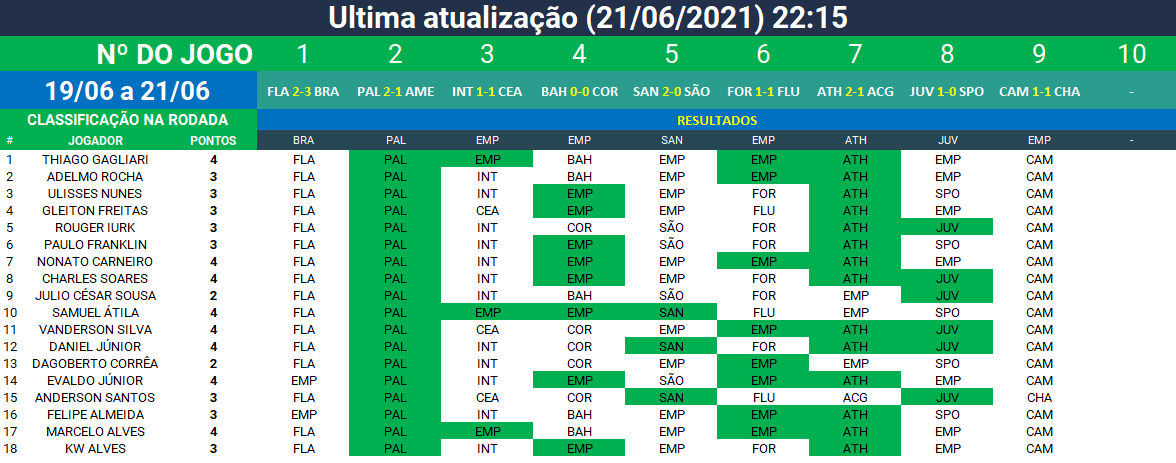 Ultima atualização (21/06/2021) 22:15
Nº DO JOGO 1 2 3 4 5 6 7 8 9 10
19/06 a 21/06 FLA 2-3 BRA PAL 2-1 AME INT 1-1 CEA BAH 0-0 COR SAN 2-0 SÃO FOR 1-1 FLU ATH 2-1 ACG JUV 1-0 SPO CAM 1-1 CHA -
CLASSIFICAÇÃO NA RODADA RESULTADOS
# JOGADOR PONTOS BRA PAL EMP EMP SAN EMP ATH JUV EMP -
1 THIAGO GAGLIARI 4 FLA PAL EMP BAH EMP EMP ATH EMP CAM
2 ADELMO ROCHA 3 FLA PAL INT BAH EMP EMP ATH EMP CAM
3 ULISSES NUNES 3 FLA PAL INT EMP EMP FOR ATH SPO CAM
4 GLEITON FREITAS 3 FLA PAL CEA EMP EMP FLU ATH EMP CAM
5 ROUGER IURK 3 FLA PAL INT COR SÃO FOR ATH JUV CAM
6 PAULO FRANKLIN 3 FLA PAL INT EMP SÃO FOR ATH SPO CAM
7 NONATO CARNEIRO 4 FLA PAL INT EMP EMP EMP ATH EMP CAM
8 CHARLES SOARES 4 FLA PAL INT EMP EMP FOR ATH JUV CAM
9 JULIO CÉSAR SOUSA 2 FLA PAL INT BAH SÃO FOR EMP JUV CAM
10 SAMUEL ÁTILA 4 FLA PAL EMP EMP SAN FLU EMP SPO CAM
11 VANDERSON SILVA 4 FLA PAL CEA COR EMP EMP ATH JUV CAM
12 DANIEL JÚNIOR 4 FLA PAL INT COR SAN FOR ATH JUV CAM
13 DAGOBERTO CORRÊA 2 FLA PAL INT COR EMP EMP EMP SPO CAM
14 EVALDO JÚNIOR 4 EMP PAL INT EMP SÃO EMP ATH EMP CAM
15 ANDERSON SANTOS 3 FLA PAL CEA COR SAN FLU ACG JUV CHA
16 FELIPE ALMEIDA 3 EMP PAL INT BAH EMP EMP ATH SPO CAM
17 MARCELO ALVES 4 FLA PAL EMP BAH EMP EMP ATH EMP CAM
18 KW ALVES 3 FLA PAL INT EMP EMP FOR ATH EMP CAM